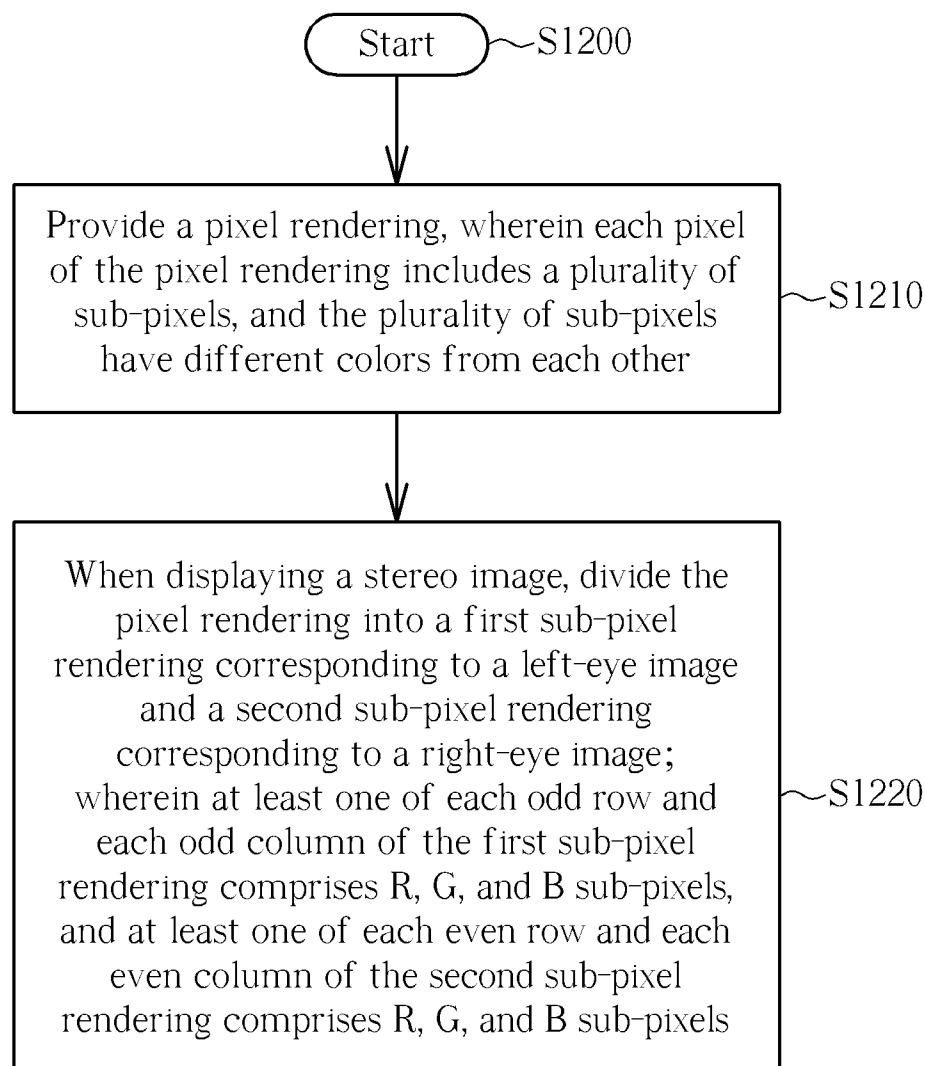 Start
S1200
Provide a pixel rendering, wherein each pixel
of the pixel rendering includes a plurality of
sub-pixels, and the plurality of sub-pixels
have different colors from each other
S1210
When displaying a stereo image, divide the
pixel rendering into a first sub-pixel
rendering corresponding to a left-eye image
and a second sub-pixel rendering
corresponding to a right-eye image;
wherein at least one of each odd row and
each odd column of the first sub-pixel
rendering comprises R, G, and B sub-pixels,
and at least one of each even row and each
even column of the second sub-pixel
rendering comprises R, G, and B sub-pixels
S1220